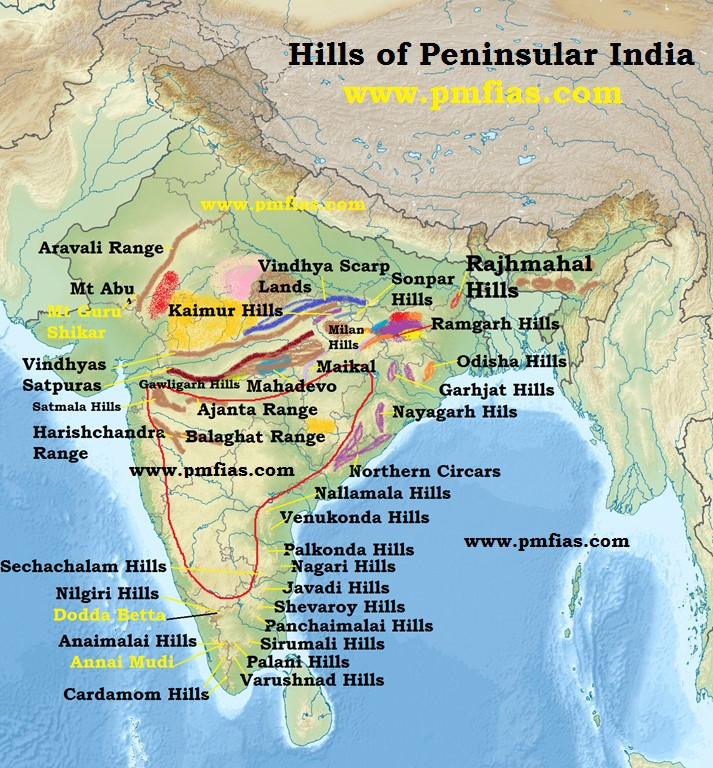 Hills of Peninsular India
www.pmfias.com
www.pmfias.com
Aravali Range
Mt Abu
Mt Guru
Shikar
Vindhya Scarp
Lands
Sonpar
Hills
Rajhmahal
Hills
Kaimur Hills
Milan
Hills
Ramgarh Hills
Vindhyas
Satpuras
Gawligarh Hills
Mahadevo
Maikal
Odisha Hills
Garhjat Hills
Satmala Hills
Ajanta Range
Nayagarh Hils
Harishchandra
Range
Balaghat Range
www.pmfias.com
Northern Circars
Nallamala Hills
Venukonda Hills
www.pmfias.com
Palkonda Hills
Sechachalam Hills
Nagari Hills
Nilgiri Hills
Javadi Hills
Dodda Betta
Shevaroy Hills
Panchaimalai Hills
Anaimalai Hills
Sirumali Hills
Annai Mudi
Palani Hills
Varushnad Hills
Cardamom Hills